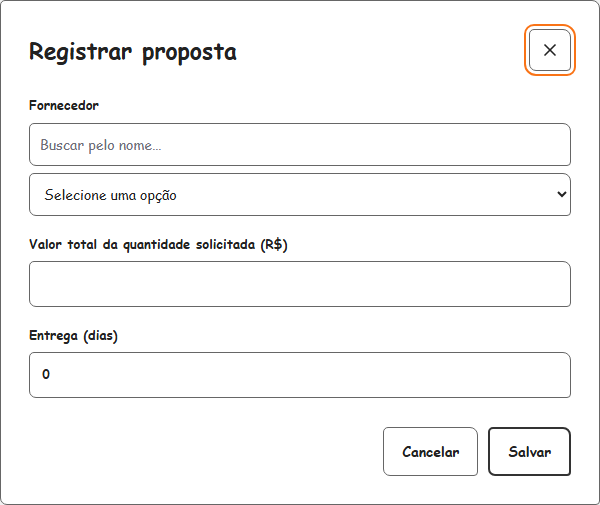 Registrar proposta
Fornecedor
Buscar pelo nome...
Selecione uma opção
Valor total da quantidade solicitada (R$)
Entrega (dias)
0
Cancelar
Salvar